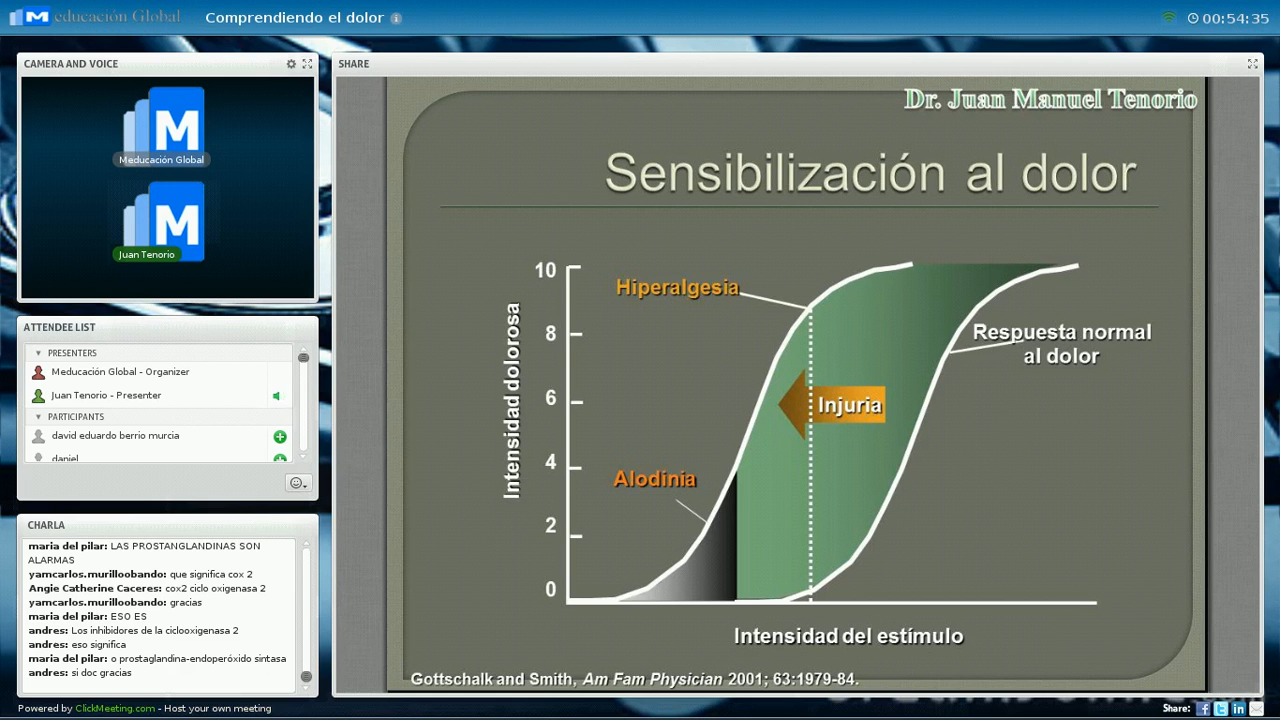 M educación Global
Comprendiendo el dolor
00:54:35
CAMERA AND VOICE
M
Meducación Global
M
Juan Tenorio
ATTENDEE LIST
PRESENTERS
Meducación Global - Organizer
Juan Tenorio - Presenter
PARTICIPANTS
david eduardo berrio murcia
daniel
CHARLA
maria del pilar: LAS PROSTANGLANDINAS SON
ALARMAS
yamcarlos.murilloobando: que significa cox 2
Angie Catherine Caceres: cox2 ciclo oxigenasa 2
yamcarlos.murilloobando: gracias
maria del pilar: ESO ES
andres: Los inhibidores de la ciclooxigenasa 2
andres: eso significa
maria del pilar: o prostaglandina-endoperóxido sintasa
andres: si doc gracias
Powered by ClickMeeting.com - Host your own meeting
SHARE
Dr. Juan Manuel Tenorio
Sensibilización al dolor
Intensidad dolorosa
10
8
6
4
2
0
Hiperalgesia
Respuesta normal
al dolor
Injuria
Alodinia
Intensidad del estímulo
Gottschalk and Smith, Am Fam Physician 2001; 63:1979-84.
Share: